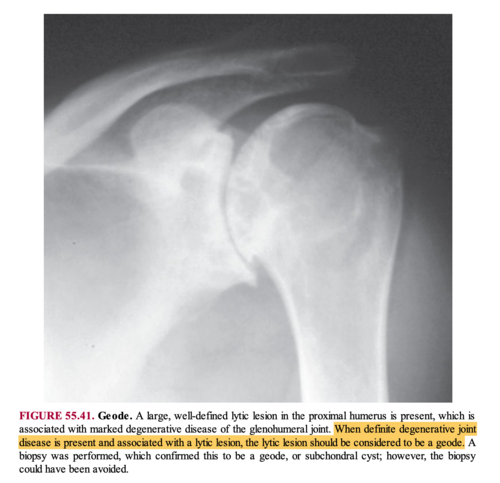 FIGURE 55.41. Geode. A large, well-defined lytic lesion in the proximal humerus is present, which is
associated with marked degenerative disease of the glenohumeral joint. When definite degenerative joint
disease is present and associated with a lytic lesion, the lytic lesion should be considered to be a geode. A
biopsy was performed, which confirmed this to be a geode, or subchondral cyst; however, the biopsy
could have been avoided.